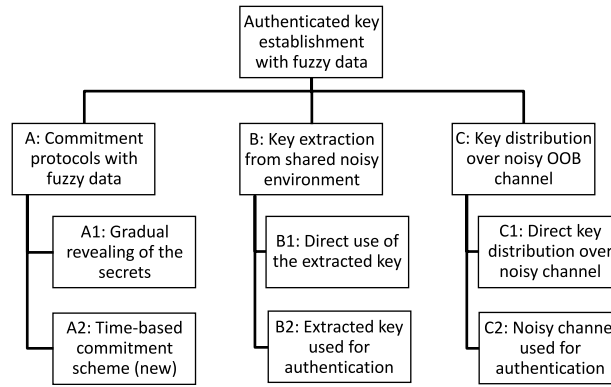 Authenticated key
establishment
with fuzzy data
A: Commitment
protocols with
fuzzy data
B: Key extraction
from shared noisy
environment
C: Key distribution
over noisy OOB
channel
A1: Gradual
revealing of the
secrets
B1: Direct use of
the extracted key
C1: Direct key
distribution over
noisy channel
A2: Time-based
commitment
scheme (new)
B2: Extracted key
used for
authentication
C2: Noisy channel
used for
authentication